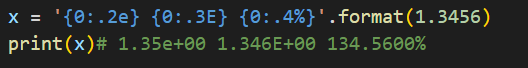 x = '{0:.2e} {0:.3E} {0:.4%}'.format(1.3456)
print(x)# 1.35e+00 1.346E+00 134.5600%